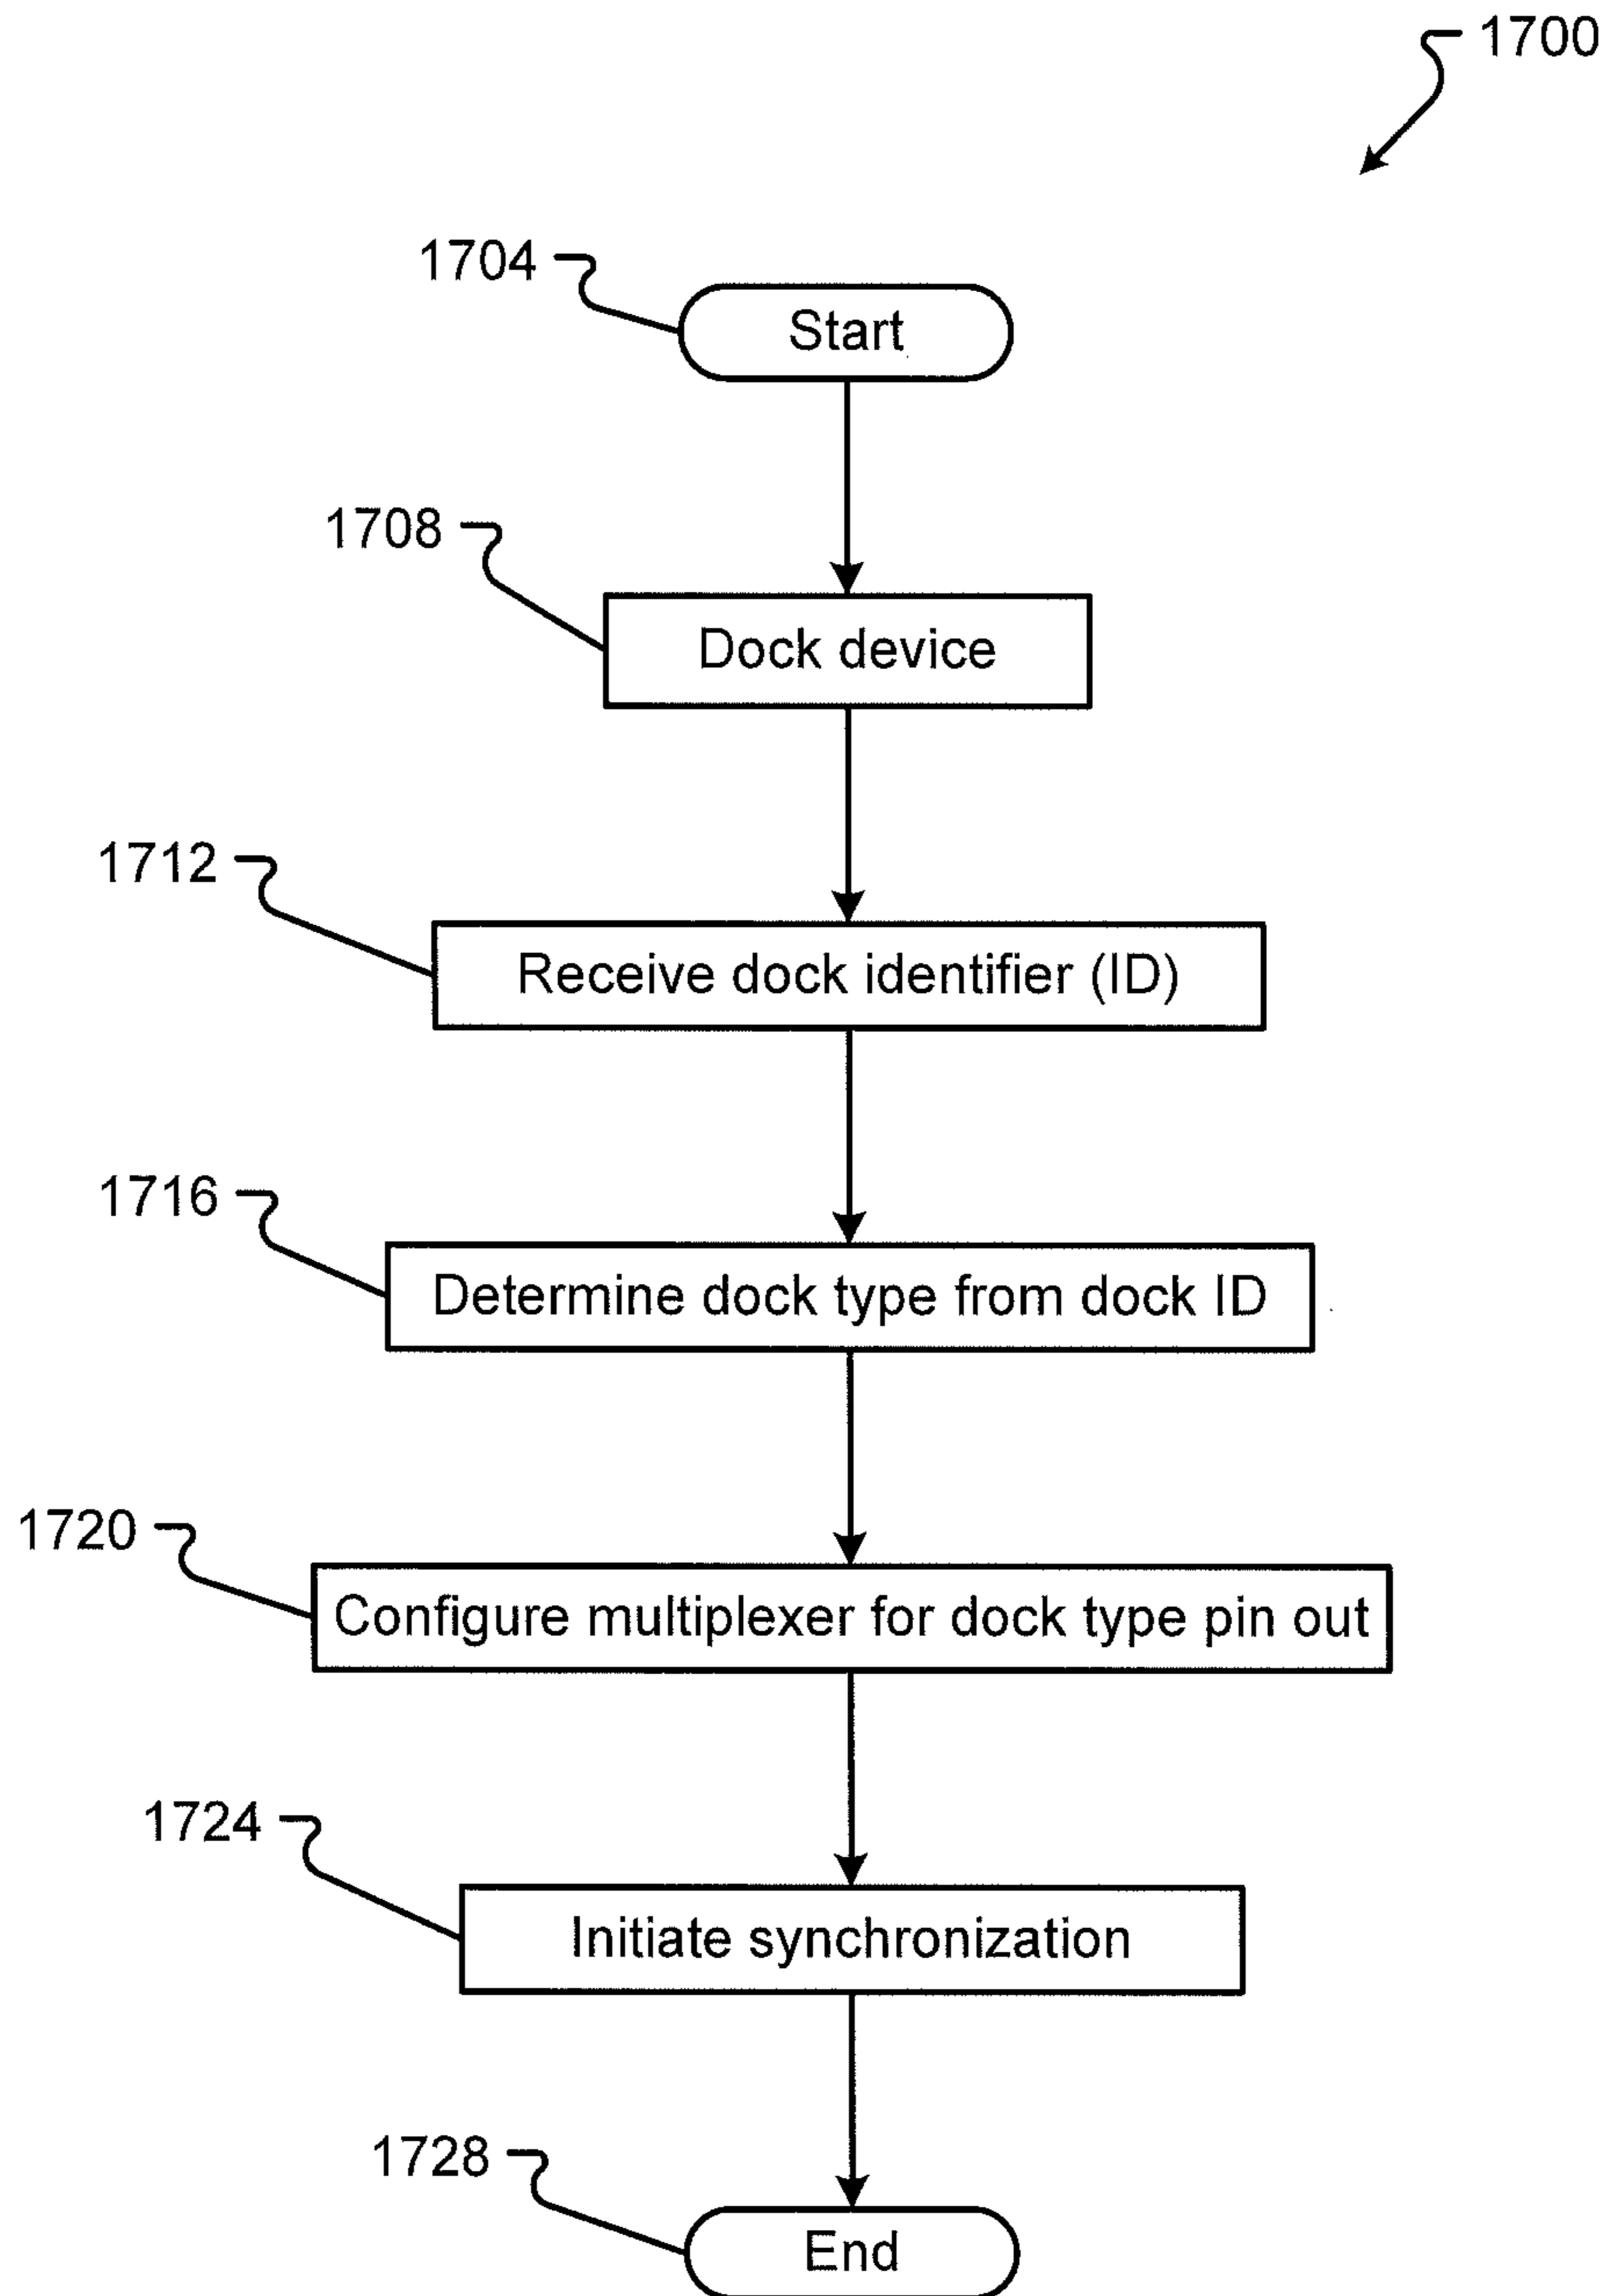 1700
1704
Start
1708
Dock device
1712
Receive dock identifier (ID)
1716
Determine dock type from dock ID
1720
Configure multiplexer for dock type pin out
1724
Initiate synchronization
1728
End